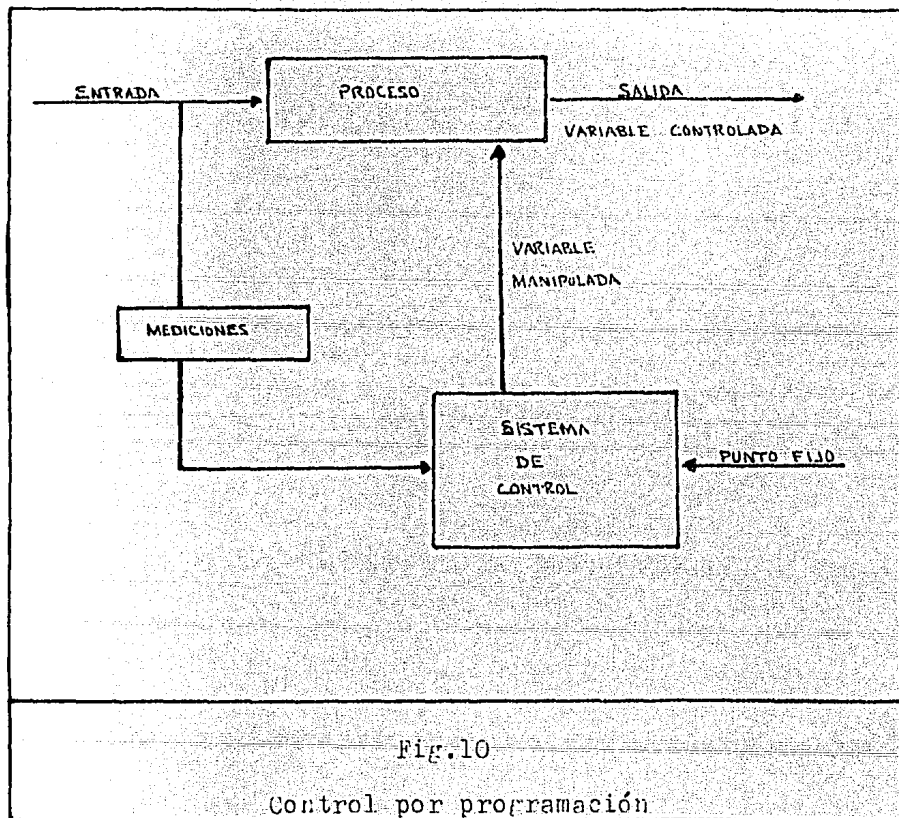 ENTRADA
PROCESO
SALIDA
VARIABLE CONTROLADA
VARIABLE
MANIPULADA
MEDICIONES
SISTEMA
DE
CONTROL
PUNTO FIJO
Fig.10
Control por programación